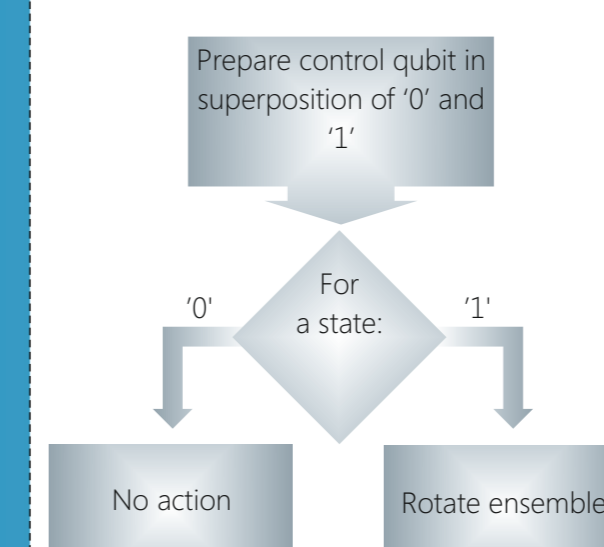 Prepare control qubit in
superposition of ‘0’ and
‘1’
For
a state:
‘0'
‘1'
No action
Rotate ensemble